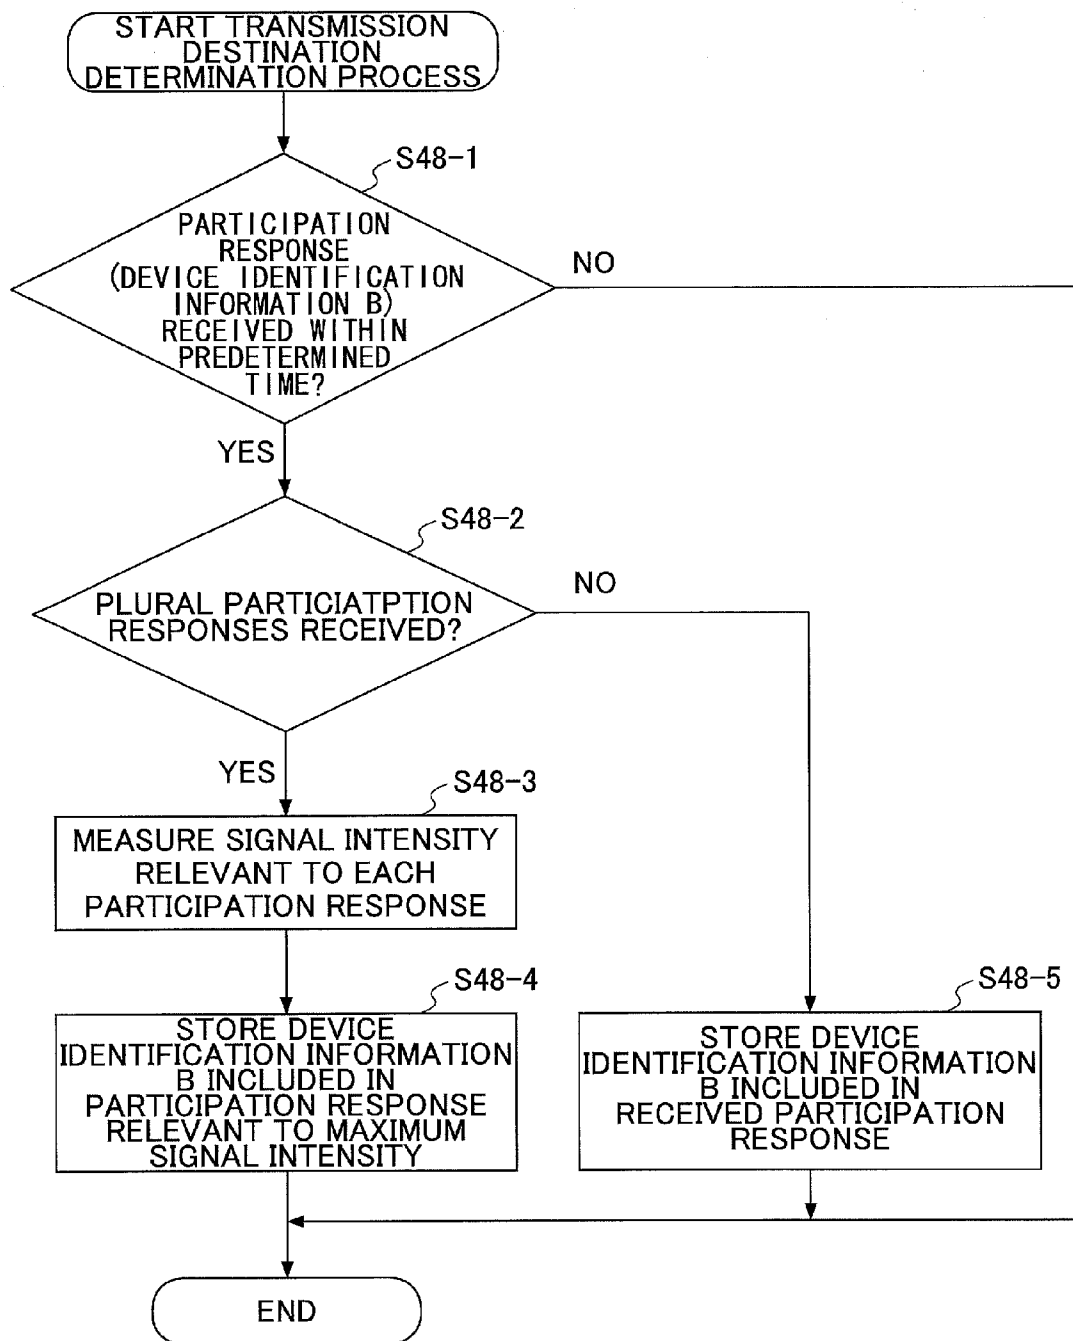 START TRANSMISSION
DESTINATION
DETERMINATION PROCESS
S48-1
PARTICIPATION
RESPONSE
(DEVICE IDENTIFICATION
INFORMATION B)
RECEIVED WITHIN
PREDETERMINED
TIME?
NO
YES
S48-2
PLURAL PARTICIATPTION
RESPONSES RECEIVED?
NO
YES
S48-3
MEASURE SIGNAL INTENSITY
RELEVANT TO EACH
PARTICIPATION RESPONSE
S48-4
STORE DEVICE
IDENTIFICATION INFORMATION
B INCLUDED IN
PARTICIPATION RESPONSE
RELEVANT TO MAXIMUM
SIGNAL INTENSITY
S48-5
STORE DEVICE
IDENTIFICATION INFORMATION
B INCLUDED IN
RECEIVED PARTICIPATION
RESPONSE
END